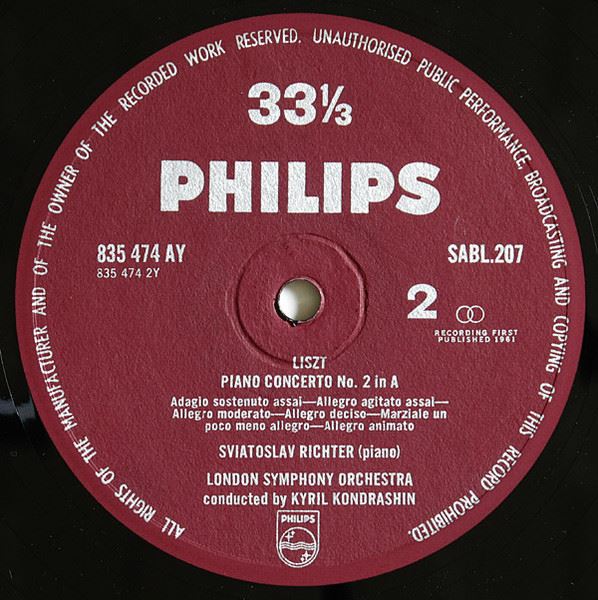 ALL RIGHTS OF THE MANUFACTURER AND OF THE OWNER OF THE RECORDED WORK RESERVED. UNAUTHORISED PUBLIC PERFORMANCE, BROADCASTING AND COPYING OF THIS RECORD PROHIBITED.
33⅓
PHILIPS
835 474 AY
835 474 2Y
SABL.207
2
RECORDING FIRST
PUBLISHED 1961
LISZT
PIANO CONCERTO No. 2 in A
Adagio sostenuto assai—Allegro agitato assai—
Allegro moderato—Allegro deciso—Marziale un
poco meno allegro—Allegro animato
SVIATOSLAV RICHTER (piano)
LONDON SYMPHONY ORCHESTRA
conducted by KYRIL KONDRASHIN
PHILIPS